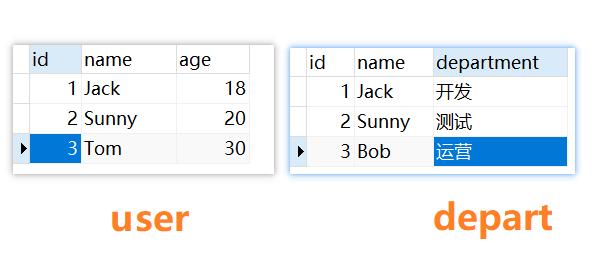 id name age
1 Jack 18
2 Sunny 20
3 Tom 30
user
id name department
1 Jack 开发
2 Sunny 测试
3 Bob 运营
depart